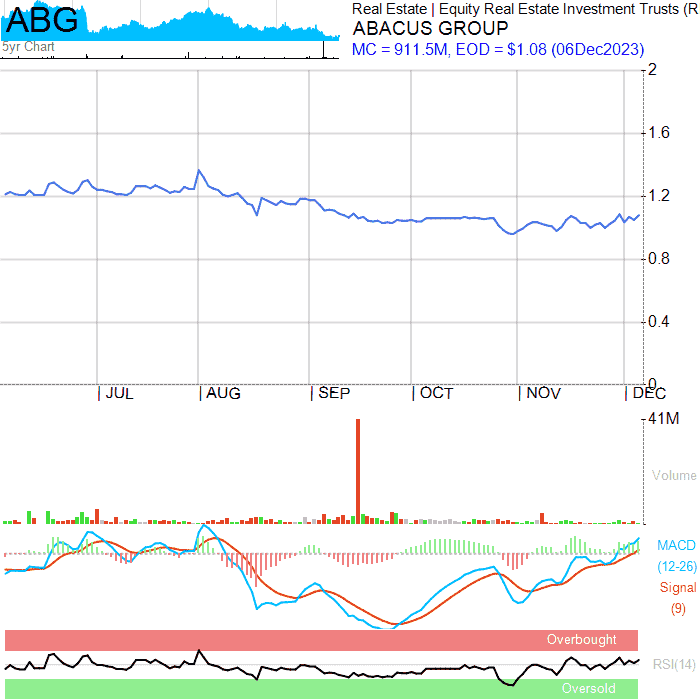 ABG
5yr Chart
Real Estate | Equity Real Estate Investment Trusts (R
ABACUS GROUP
MC = 911.5M, EOD = $1.08 (06Dec2023)
2
1.6
1.2
0.8
0.4
0
| JUL | AUG | SEP | OCT | NOV | DEC
41M
Volume
MACD
(12-26)
Signal
(9)
Overbought
RSI(14)
Oversold